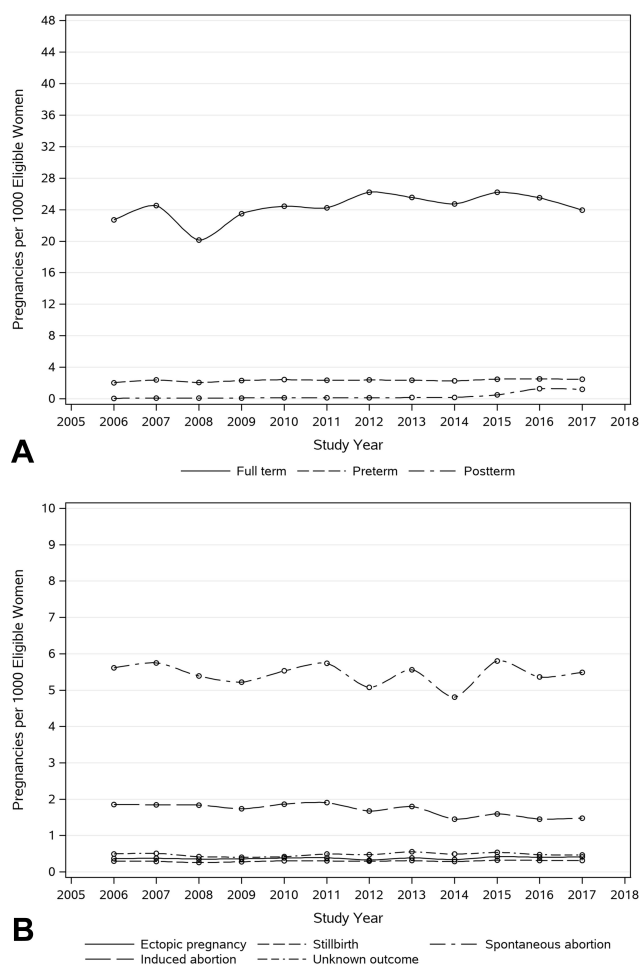 48
44
40
36
32
28
24
20
16
12
8
4
0
Pregnancies per 1000 Eligible Women
2005 2006 2007 2008 2009 2010 2011 2012 2013 2014 2015 2016 2017 2018
Study Year
A
Full term Preterm Postterm
10
9
8
7
6
5
4
3
2
1
0
Pregnancies per 1000 Eligible Women
2005 2006 2007 2008 2009 2010 2011 2012 2013 2014 2015 2016 2017 2018
Study Year
B
Ectopic pregnancy Stillbirth Spontaneous abortion
Induced abortion Unknown outcome